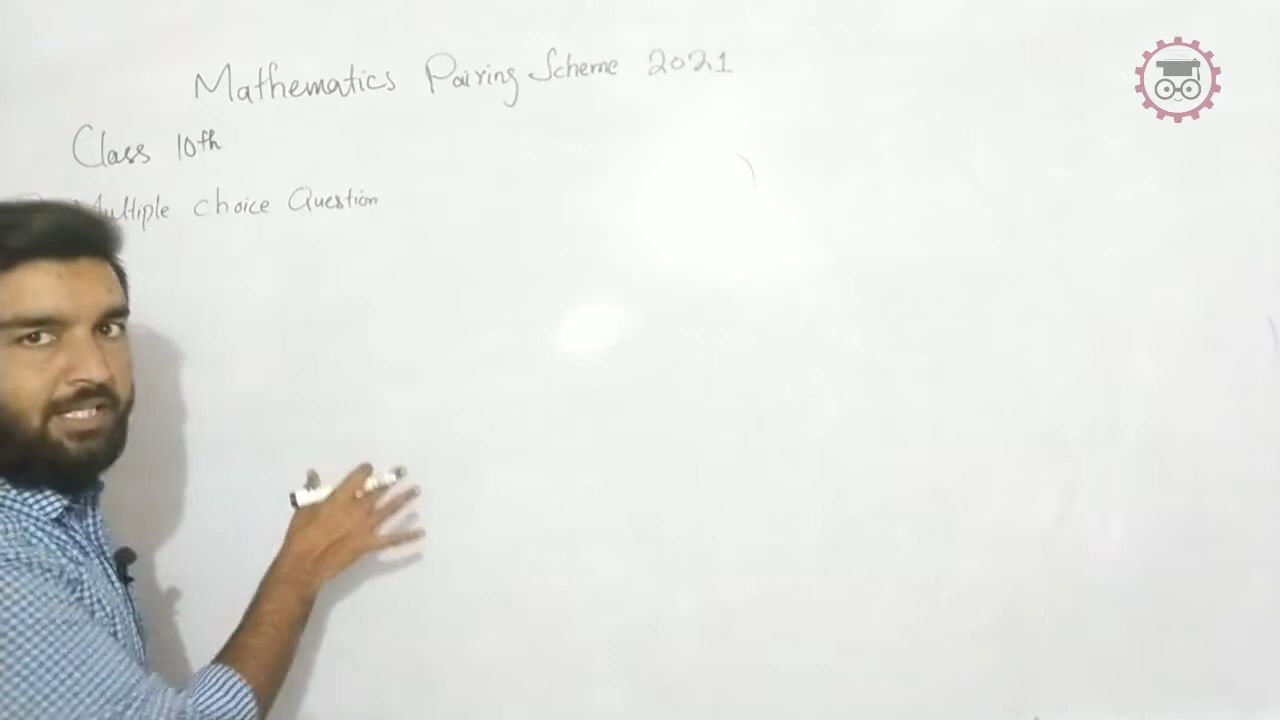 Mathematics Pairing Scheme 2021
Class 10th
Multiple choice Question